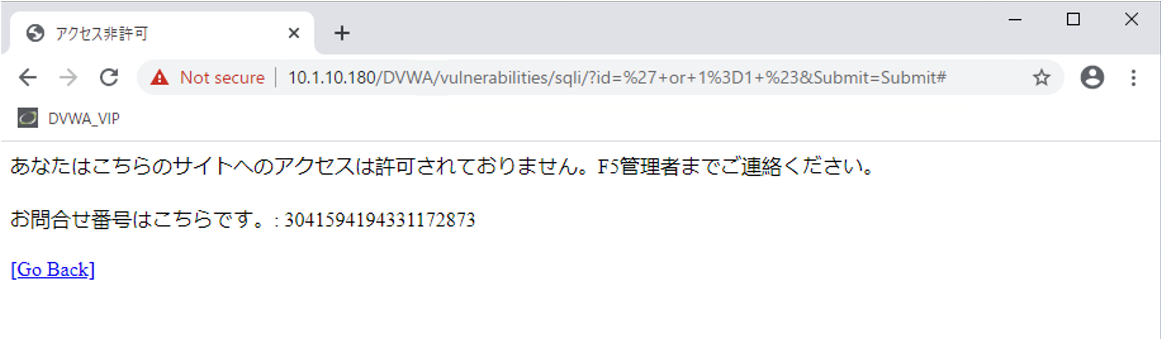 アクセス非許可
Not secure
10.1.10.180/DVWA/vulnerabilities/sqli/?id=%27+or+1%3D1+%23&Submit=Submit#
DVWA_VIP
あなたはこちらのサイトへのアクセスは許可されておりません。F5管理者までご連絡ください。
お問合せ番号はこちらです。: 3041594194331172873
[Go Back]